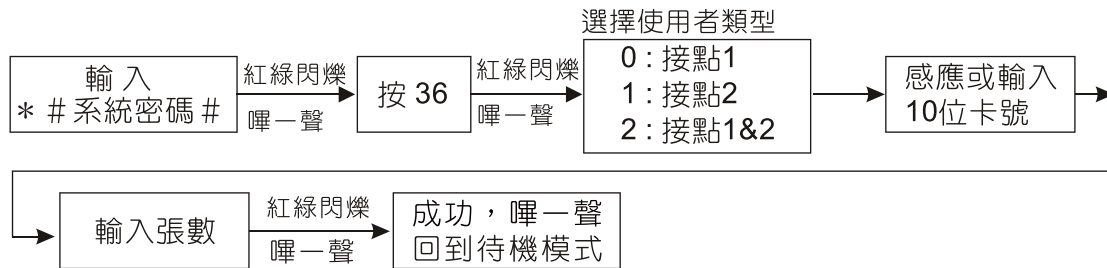 輸 入
* # 系統密碼 #
紅綠閃爍
嗶一聲
按 36
紅綠閃爍
嗶一聲
選擇使用者類型
0 : 接點1
1 : 接點2
2 : 接點1&2
感應或輸入
10位卡號
輸入張數
紅綠閃爍
嗶一聲
成功，嗶一聲
回到待機模式